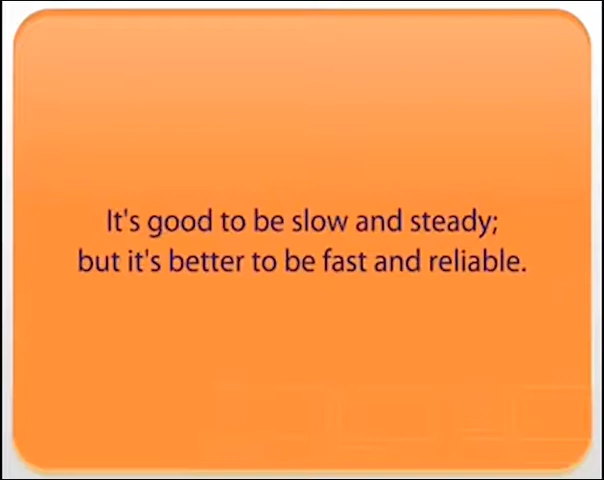 It's good to be slow and steady;
but it's better to be fast and reliable.